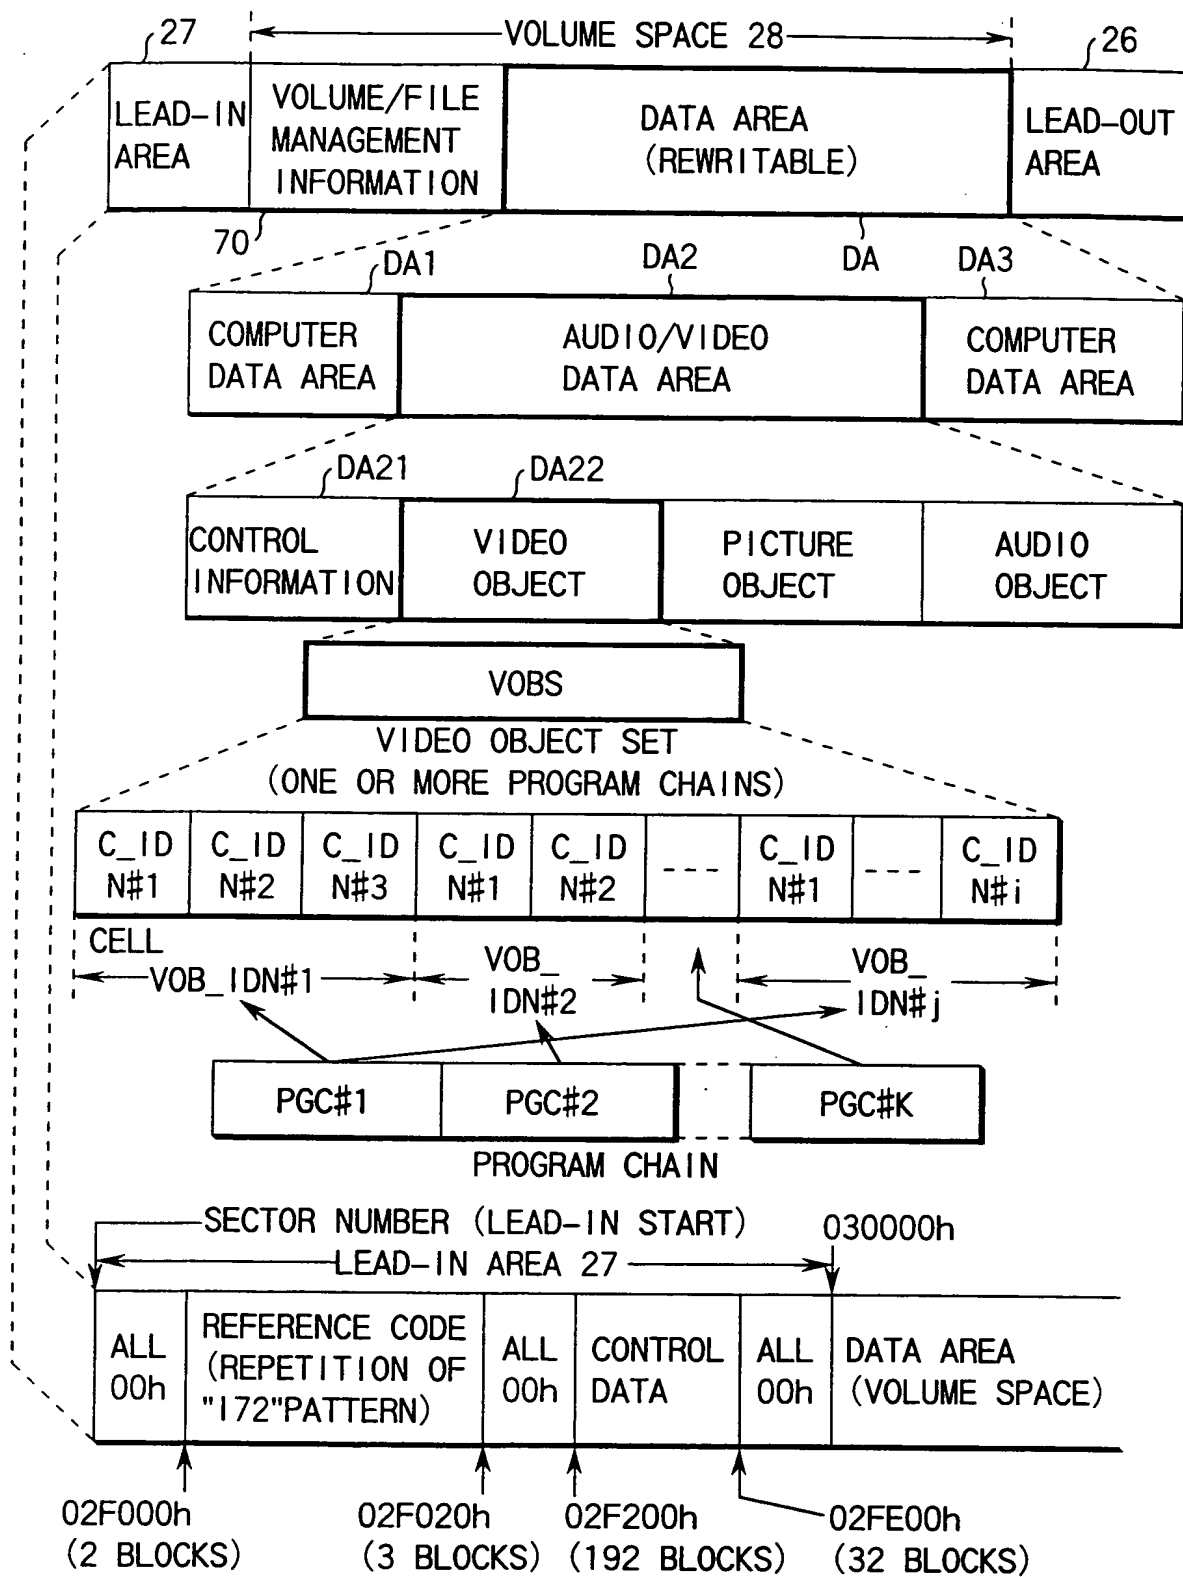 27
VOLUME SPACE 28
26
LEAD-IN
AREA
VOLUME/FILE
MANAGEMENT
INFORMATION
DATA AREA
(REWRITABLE)
LEAD-OUT
AREA
70
DA1
DA2
DA
DA3
COMPUTER
DATA AREA
AUDIO/VIDEO
DATA AREA
COMPUTER
DATA AREA
DA21
DA22
CONTROL
INFORMATION
VIDEO
OBJECT
PICTURE
OBJECT
AUDIO
OBJECT
VOBS
VIDEO OBJECT SET
(ONE OR MORE PROGRAM CHAINS)
C_ID
N#1
C_ID
N#2
C_ID
N#3
C_ID
N#1
C_ID
N#2
----
C_ID
N#1
----
C_ID
N#i
CELL
VOB_IDN#1
VOB_
IDN#2
VOB_
IDN#j
PGC#1
PGC#2
PGC#K
PROGRAM CHAIN
SECTOR NUMBER (LEAD-IN START)
030000h
LEAD-IN AREA 27
ALL
00h
REFERENCE CODE
(REPETITION OF
"172"PATTERN)
ALL
00h
CONTROL
DATA
ALL
00h
DATA AREA
(VOLUME SPACE)
02F000h
(2 BLOCKS)
02F020h
(3 BLOCKS)
02F200h
(192 BLOCKS)
02FE00h
(32 BLOCKS)